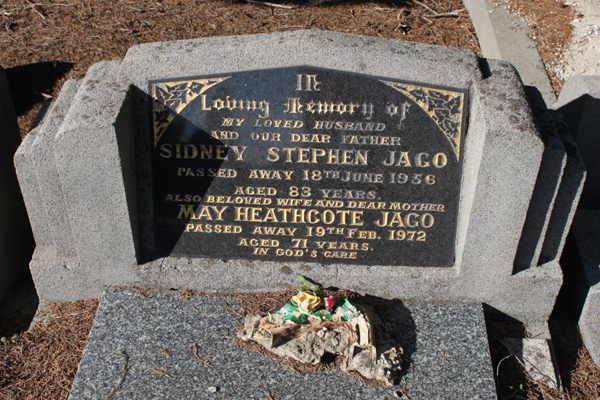 In
Loving Memory of
MY LOVED HUSBAND
AND OUR DEAR FATHER
SIDNEY STEPHEN JAGO
PASSED AWAY 18TH JUNE 1956
AGED 83 YEARS.
ALSO BELOVED WIFE AND DEAR MOTHER
MAY HEATHCOTE JAGO
PASSED AWAY 19TH FEB. 1972
AGED 71 YEARS.
IN GOD'S CARE